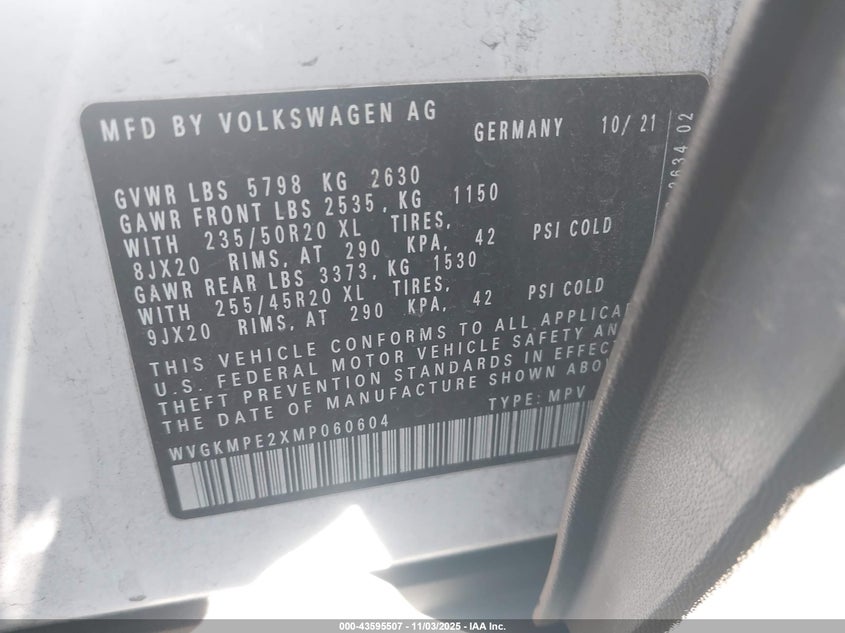 MFD BY VOLKSWAGEN AG GERMANY 10/21
GVWR LBS 5798 KG 2630
GAWR FRONT LBS 2535, KG 1150
WITH 235/50R20 XL TIRES,
8JX20 RIMS, AT 290 KPA, 42 PSI COLD
GAWR REAR LBS 3373, KG 1530
WITH 255/45R20 XL TIRES,
9JX20 RIMS, AT 290 KPA, 42 PSI COLD
THIS VEHICLE CONFORMS TO ALL
U.S. FEDERAL MOTOR VEHICLE SAFETY
THEFT PREVENTION STANDARDS IN EFFECT
THE DATE OF MANUFACTURE SHOWN ABOVE
TYPE: MPV
WVGKMPE2XMP060604
2634 02
000-43595507 - 11/03/2025 - IAA Inc.